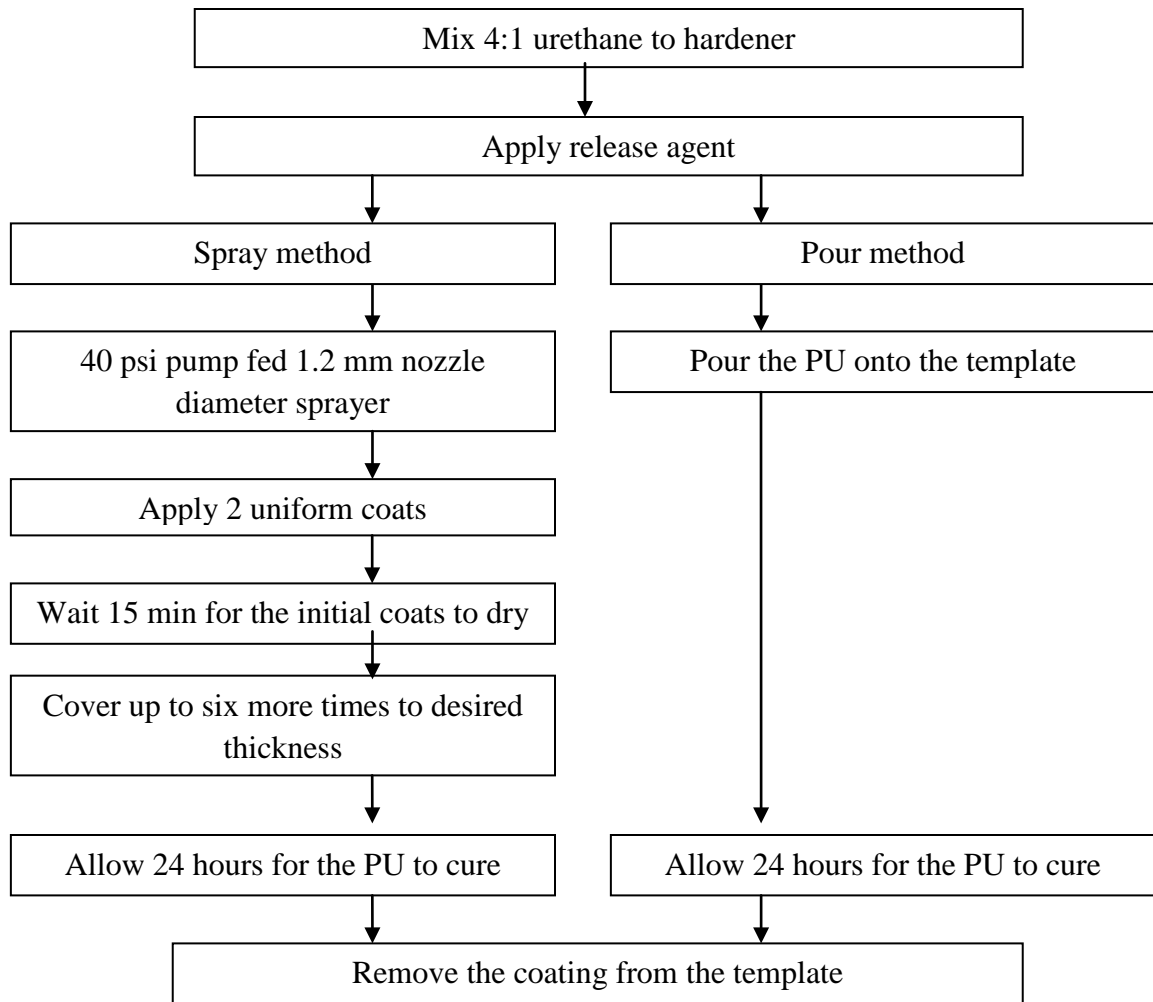 Mix 4:1 urethane to hardener
Apply release agent
Spray method
Pour method
40 psi pump fed 1.2 mm nozzle
diameter sprayer
Pour the PU onto the template
Apply 2 uniform coats
Wait 15 min for the initial coats to dry
Cover up to six more times to desired
thickness
Allow 24 hours for the PU to cure
Allow 24 hours for the PU to cure
Remove the coating from the template